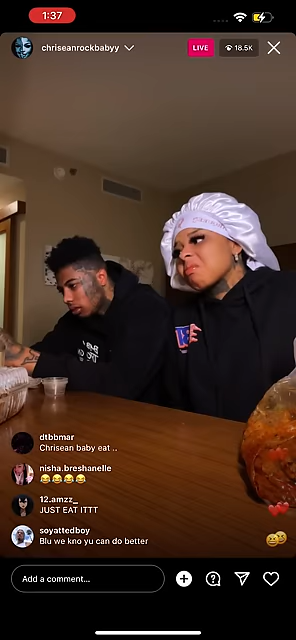 1:37
chriseanrockbabyy
LIVE
18.5K
dtbbmar
Chrisean baby eat ..
nisha.breshanelle
😂😂😂😂
12.amzz_
JUST EAT ITTT
soyattedboy
Blu we kno yu can do better
Add a comment...